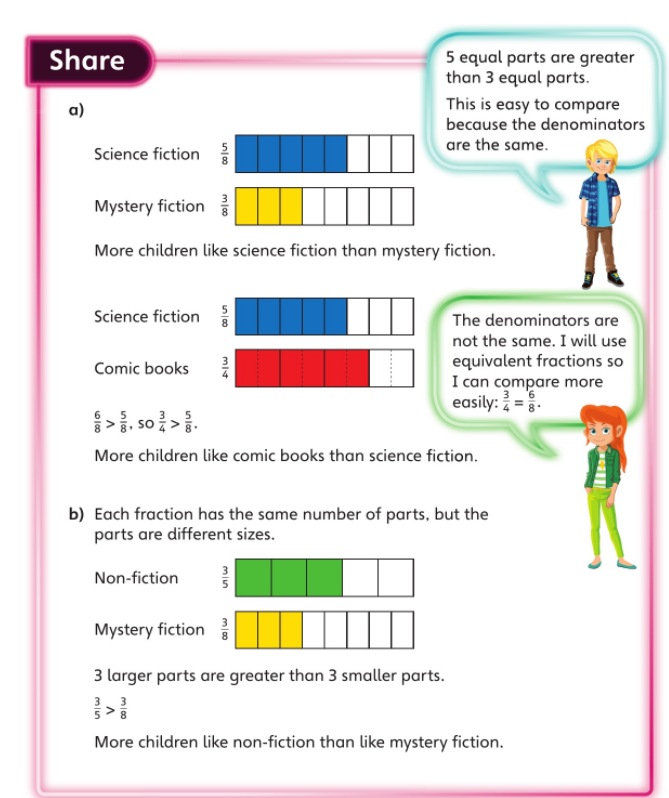 Share
5 equal parts are greater
than 3 equal parts.
This is easy to compare
because the denominators
are the same.
a)
Science fiction 5/8
Mystery fiction 3/8
More children like science fiction than mystery fiction.
Science fiction 5/8
Comic books 3/4
The denominators are
not the same. I will use
equivalent fractions so
I can compare more
easily: 3/4 = 6/8.
6/8 > 5/8, so 3/4 > 5/8.
More children like comic books than science fiction.
b) Each fraction has the same number of parts, but the
parts are different sizes.
Non-fiction 3/5
Mystery fiction 3/8
3 larger parts are greater than 3 smaller parts.
3/5 > 3/8
More children like non-fiction than like mystery fiction.